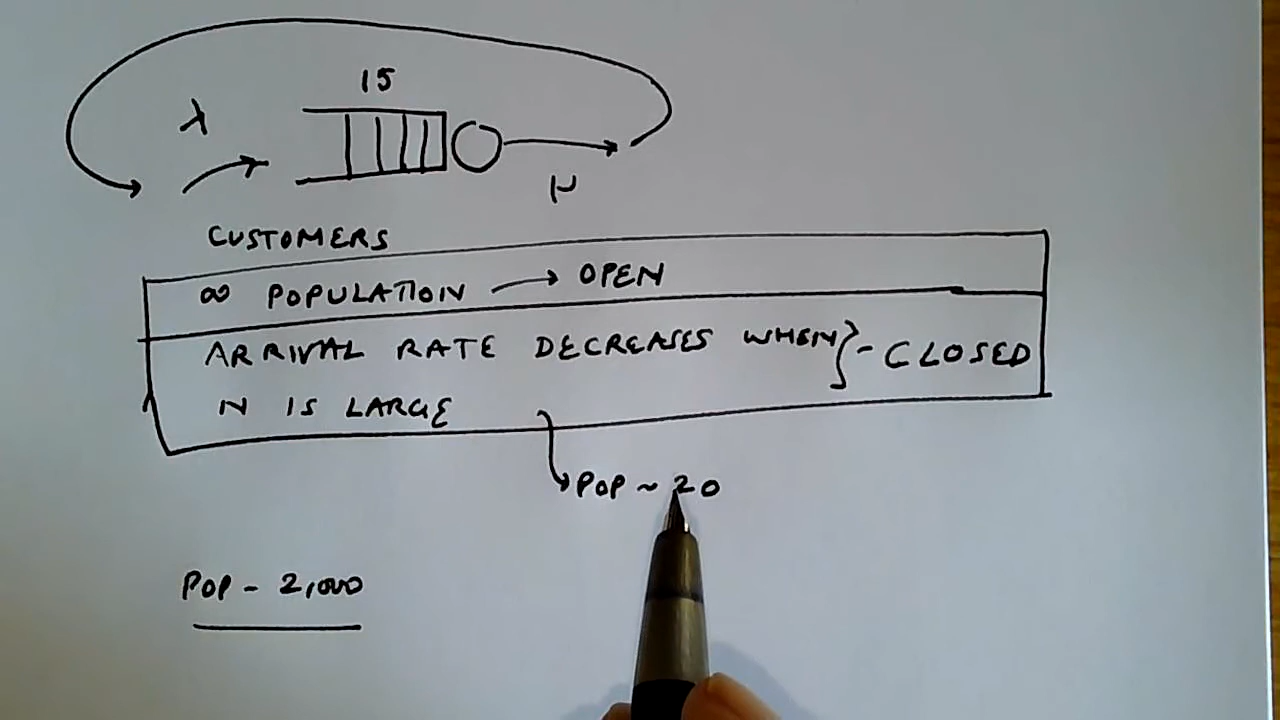 15
λ
μ
CUSTOMERS
∞ POPULATION → OPEN
ARRIVAL RATE DECREASES WHEN } - CLOSED
N IS LARGE
POP ~ 20
POP - 2,000